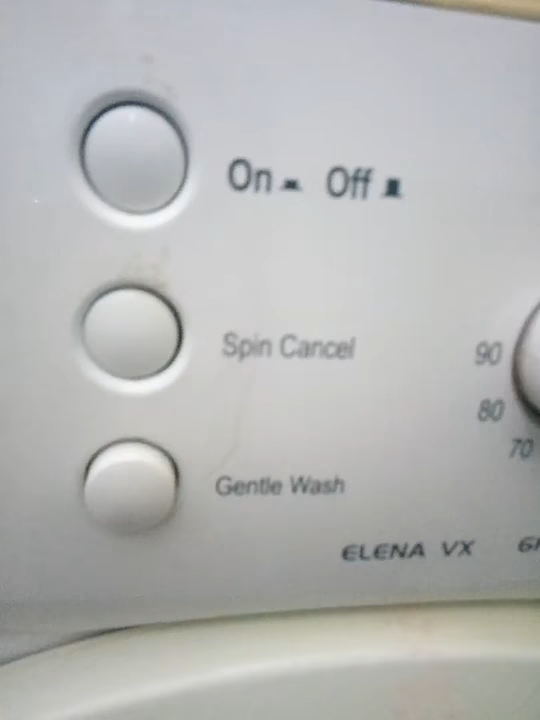 On Off
Spin Cancel
90
80
70
Gentle Wash
ELENA VX